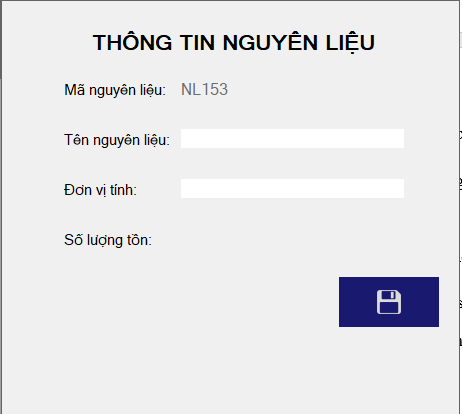 THÔNG TIN NGUYÊN LIỆU
Mã nguyên liệu: NL153
Tên nguyên liệu:
Đơn vị tính:
Số lượng tồn: